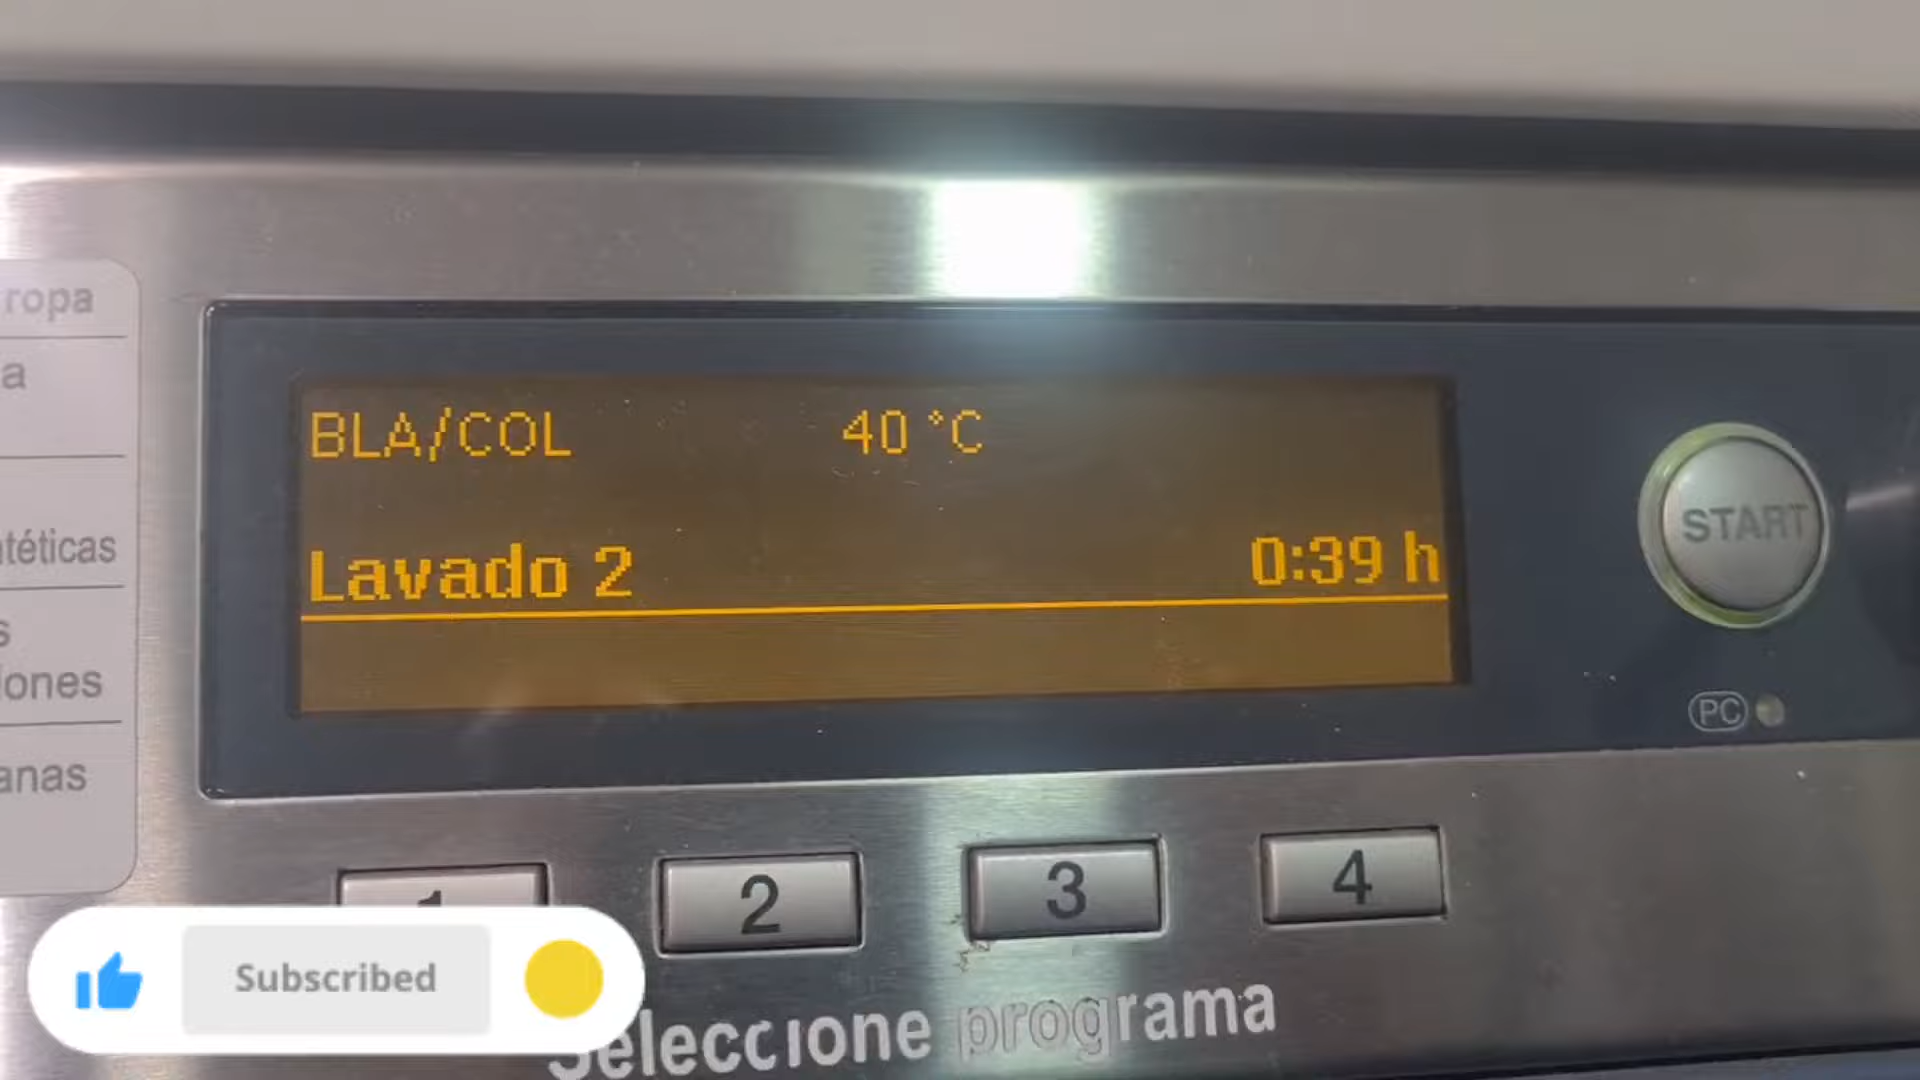 ropa
a
téticas
s
iones
anas
BLA/COL 40 °C
Lavado 2 0:39 h
START
PC
1 2 3 4
Subscribed
Seleccione programa